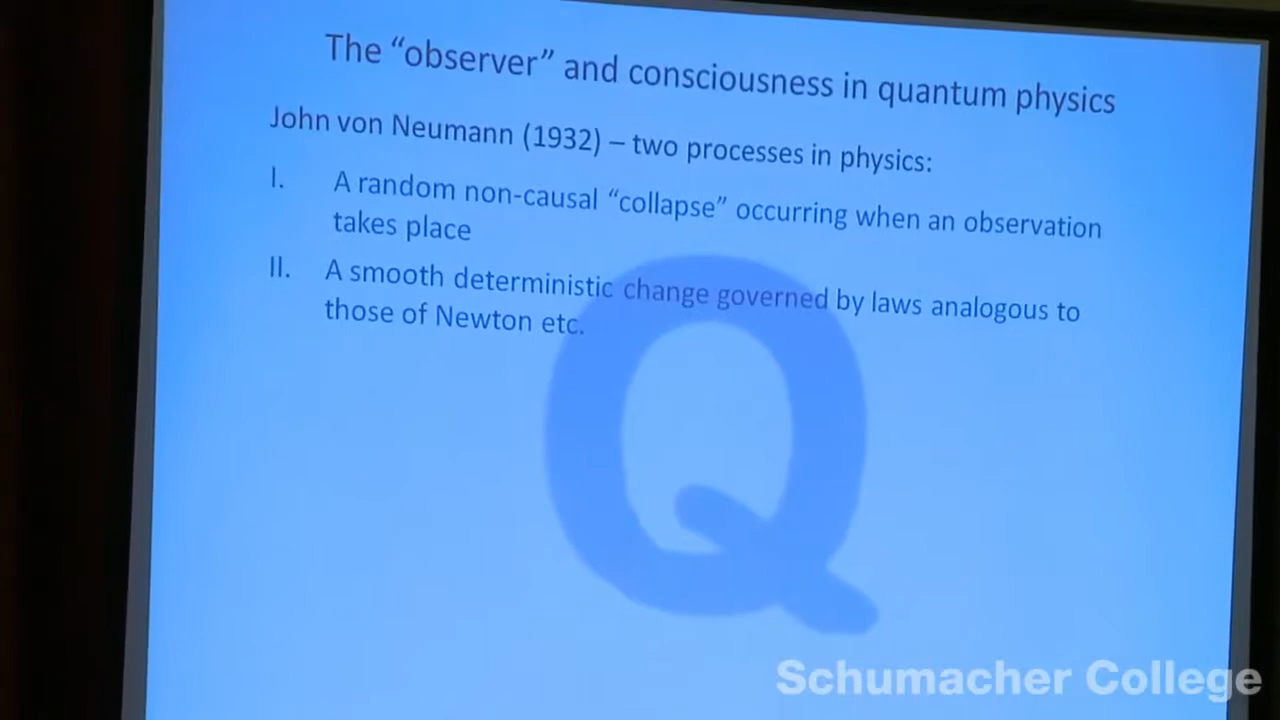 The “observer” and consciousness in quantum physics
John von Neumann (1932) – two processes in physics:
I. A random non-causal “collapse” occurring when an observation
takes place
II. A smooth deterministic change governed by laws analogous to
those of Newton etc.
Q
Schumacher College